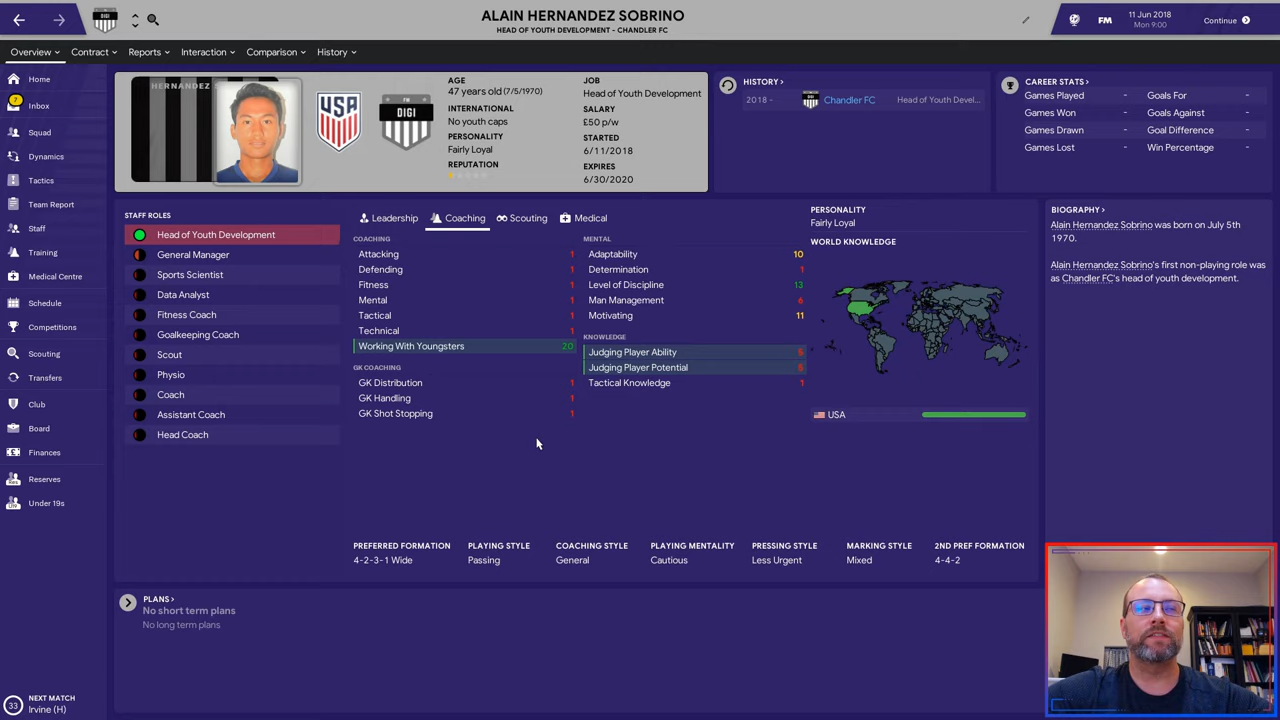 ALAIN HERNANDEZ SOBRINO
HEAD OF YOUTH DEVELOPMENT - CHANDLER FC
DIGI
FM
11 Jun 2018
Mon 9:00
Continue
Overview
Contract
Reports
Interaction
Comparison
History
Home
7
Inbox
Squad
Dynamics
Tactics
Team Report
Staff
Training
Medical Centre
Schedule
Competitions
Scouting
Transfers
Club
Board
Finances
Reserves
Under 19s
33
NEXT MATCH
Irvine (H)
HERNANDEZ S
USA
DIGI
AGE
47 years old (7/5/1970)
INTERNATIONAL
No youth caps
PERSONALITY
Fairly Loyal
REPUTATION
JOB
Head of Youth Development
SALARY
£50 p/w
STARTED
6/11/2018
EXPIRES
6/30/2020
HISTORY >
2018 - Chandler FC Head of Youth Devel...
CAREER STATS >
Games Played - Goals For -
Games Won - Goals Against -
Games Drawn - Goal Difference -
Games Lost - Win Percentage -
STAFF ROLES
Head of Youth Development
General Manager
Sports Scientist
Data Analyst
Fitness Coach
Goalkeeping Coach
Scout
Physio
Coach
Assistant Coach
Head Coach
Leadership
Coaching
Scouting
Medical
COACHING
Attacking 1
Defending 1
Fitness 1
Mental 1
Tactical 1
Technical 1
Working With Youngsters 20
GK COACHING
GK Distribution 1
GK Handling 1
GK Shot Stopping 1
MENTAL
Adaptability 10
Determination 1
Level of Discipline 13
Man Management 6
Motivating 11
KNOWLEDGE
Judging Player Ability 5
Judging Player Potential 5
Tactical Knowledge 1
PERSONALITY
Fairly Loyal
WORLD KNOWLEDGE
USA
BIOGRAPHY >
Alain Hernandez Sobrino was born on July 5th
1970.
Alain Hernandez Sobrino's first non-playing role was
as Chandler FC's head of youth development.
PREFERRED FORMATION
4-2-3-1 Wide
PLAYING STYLE
Passing
COACHING STYLE
General
PLAYING MENTALITY
Cautious
PRESSING STYLE
Less Urgent
MARKING STYLE
Mixed
2ND PREF FORMATION
4-4-2
PLANS >
No short term plans
No long term plans